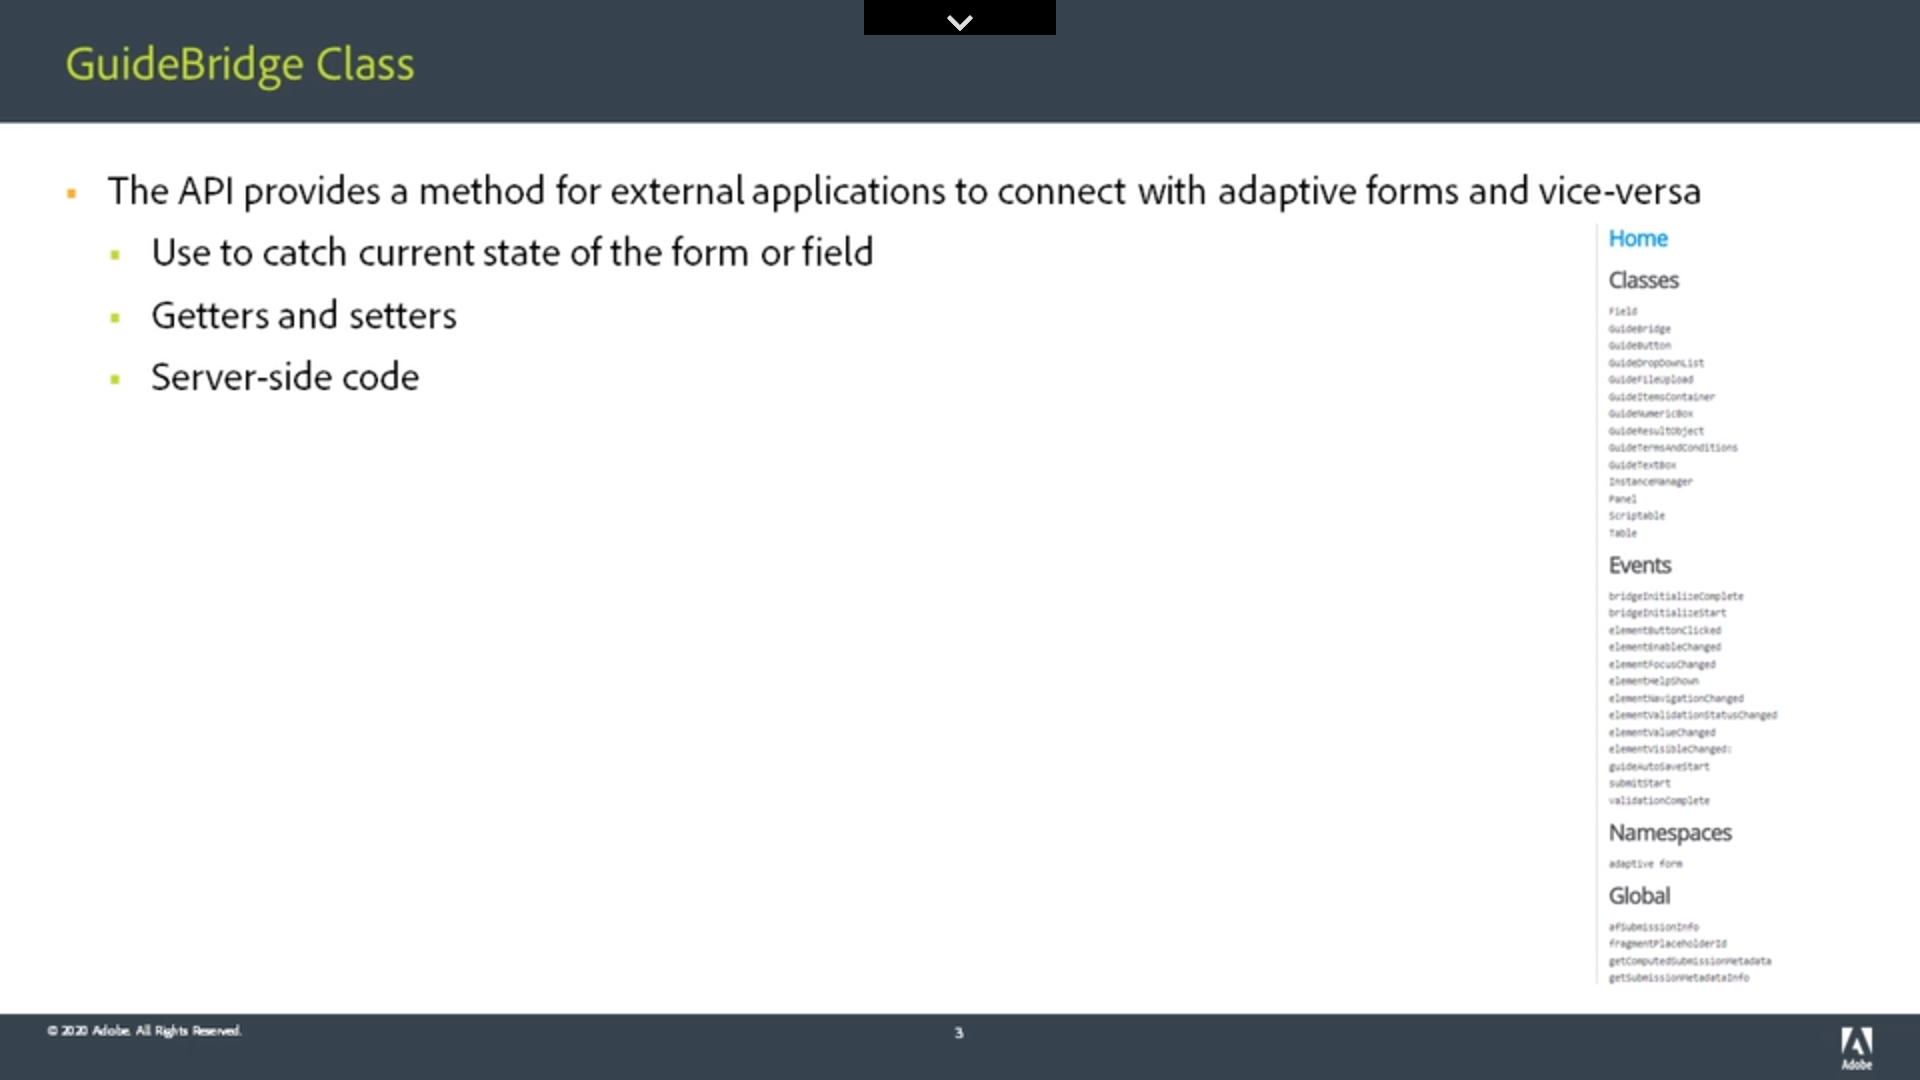 GuideBridge Class
The API provides a method for external applications to connect with adaptive forms and vice-versa
Use to catch current state of the form or field
Getters and setters
Server-side code
Home
Classes
Field
GuideBridge
GuideButton
GuideDropDownList
GuideFileUpload
GuideItemsContainer
GuideNumericBox
GuideResultObject
GuideTermsAndConditions
GuideTextBox
InstanceManager
Panel
Scriptable
Table
Events
bridgeInitializeComplete
bridgeInitializeStart
elementButtonClicked
elementEnableChanged
elementFocusChanged
elementHelpShown
elementNavigationChanged
elementValidationStatusChanged
elementValueChanged
elementVisibleChanged:
guideAutoSaveStart
submitStart
validationComplete
Namespaces
adaptive form
Global
afSubmissionInfo
fragmentPlaceholderId
getComputedSubmissionMetadata
getSubmissionMetadataInfo
© 2020 Adobe. All Rights Reserved.
3
Adobe